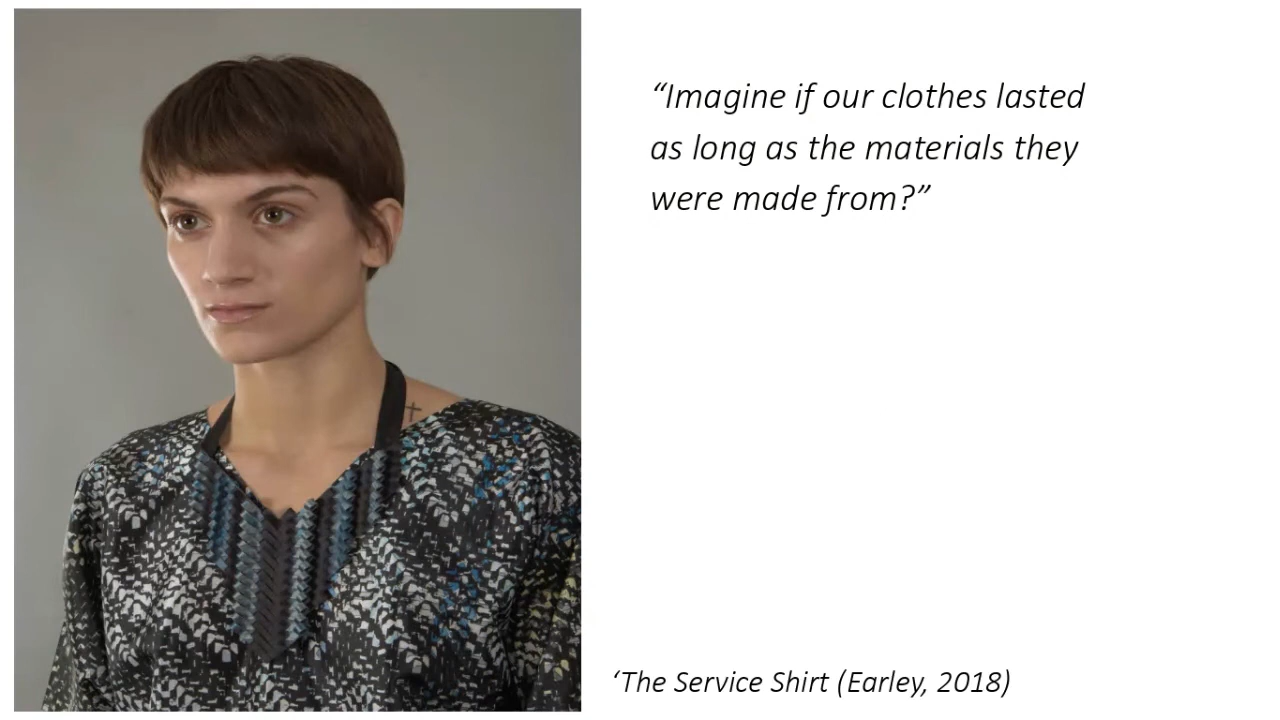 “Imagine if our clothes lasted
as long as the materials they
were made from?”
‘The Service Shirt (Earley, 2018)